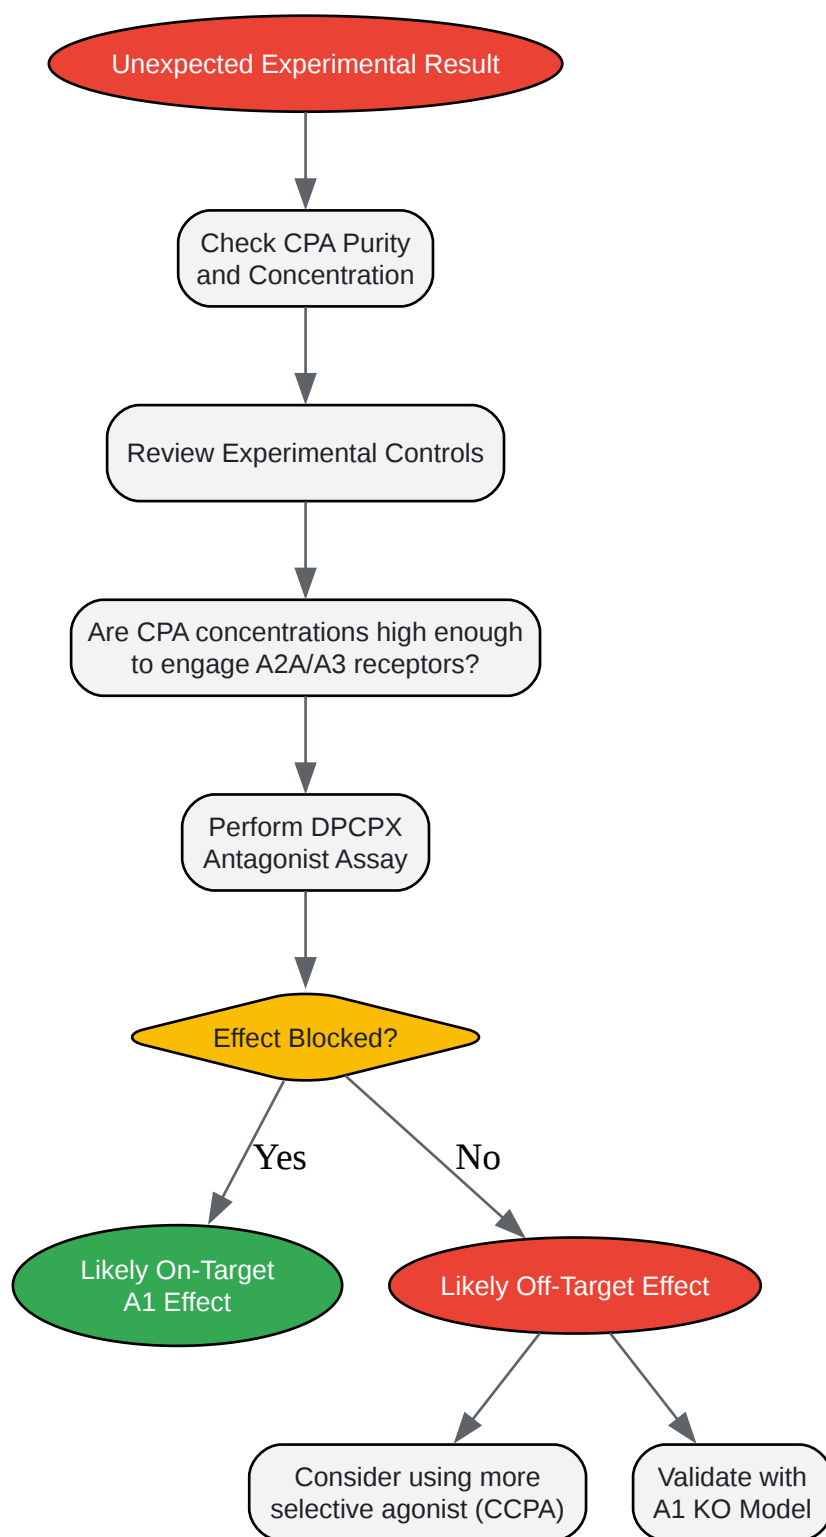 Unexpected Experimental Result
Check CPA Purity
and Concentration
Review Experimental Controls
Are CPA concentrations high enough
to engage A2A/A3 receptors?
Perform DPCPX
Antagonist Assay
Effect Blocked?
Yes
No
Likely On-Target
A1 Effect
Likely Off-Target Effect
Consider using more
selective agonist (CCPA)
Validate with
A1 KO Model